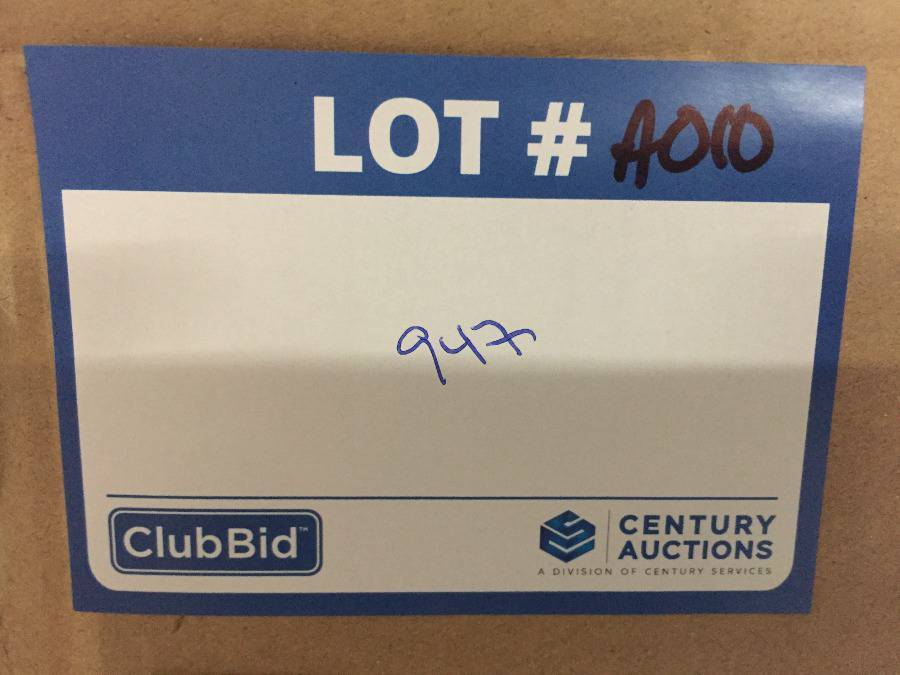 LOT # A010
947
ClubBid™
CENTURY
AUCTIONS
A DIVISION OF CENTURY SERVICES